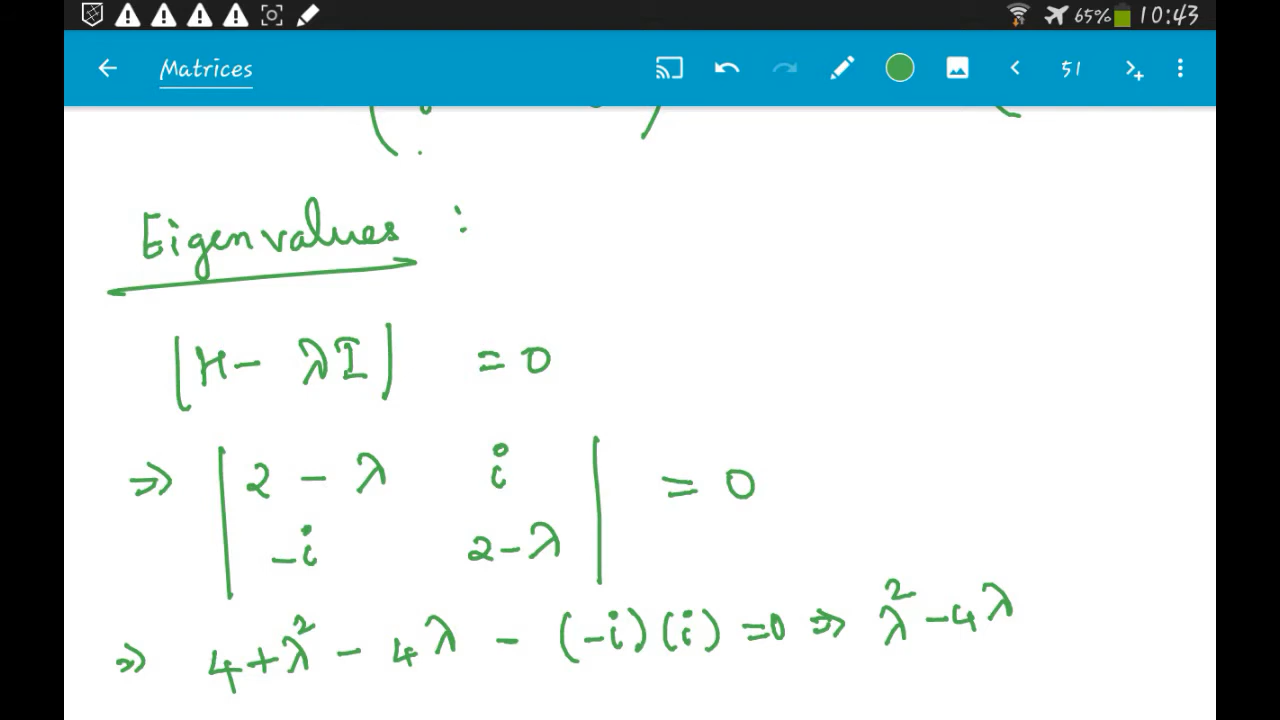 65% 10:43
Matrices 51
Eigenvalues :
|H - λI| = 0
⇒ | 2 - λ i | = 0
-i 2 - λ
⇒ 4 + λ² - 4λ - (-i)(i) = 0 ⇒ λ² - 4λ